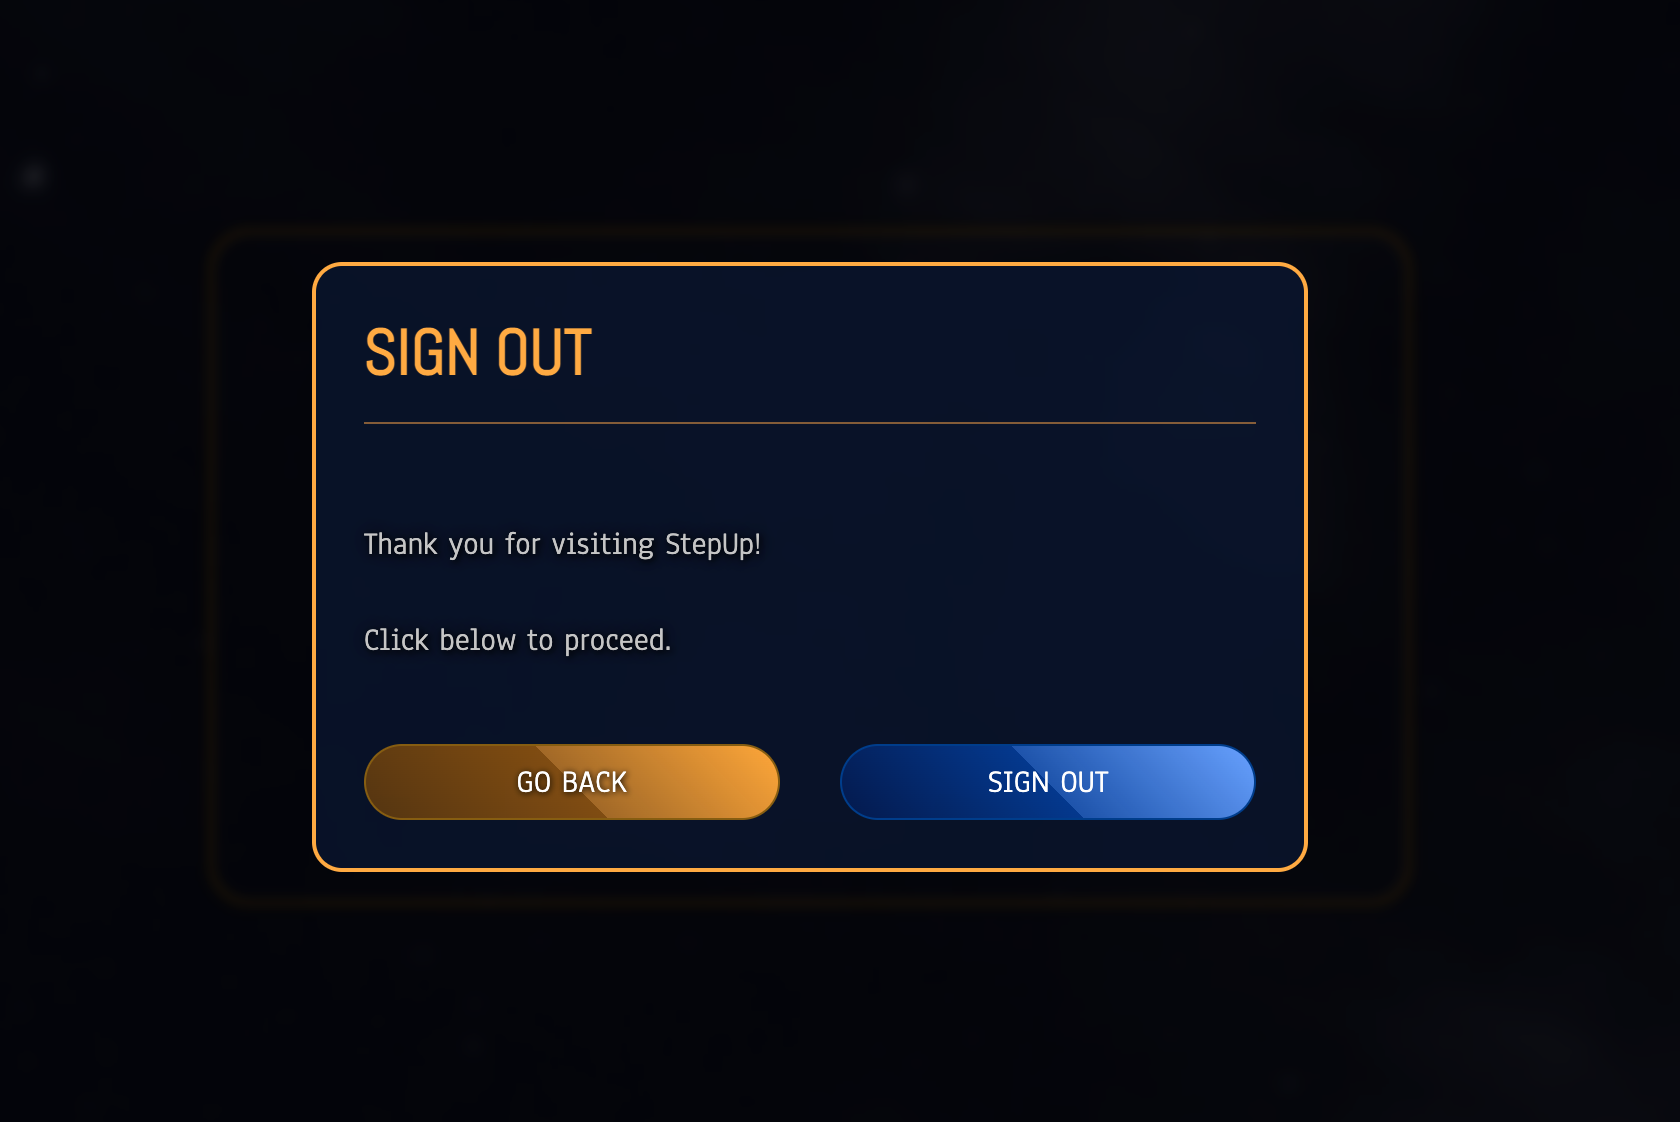 SIGN OUT
Thank you for visiting StepUp!
Click below to proceed.
GO BACK
SIGN OUT